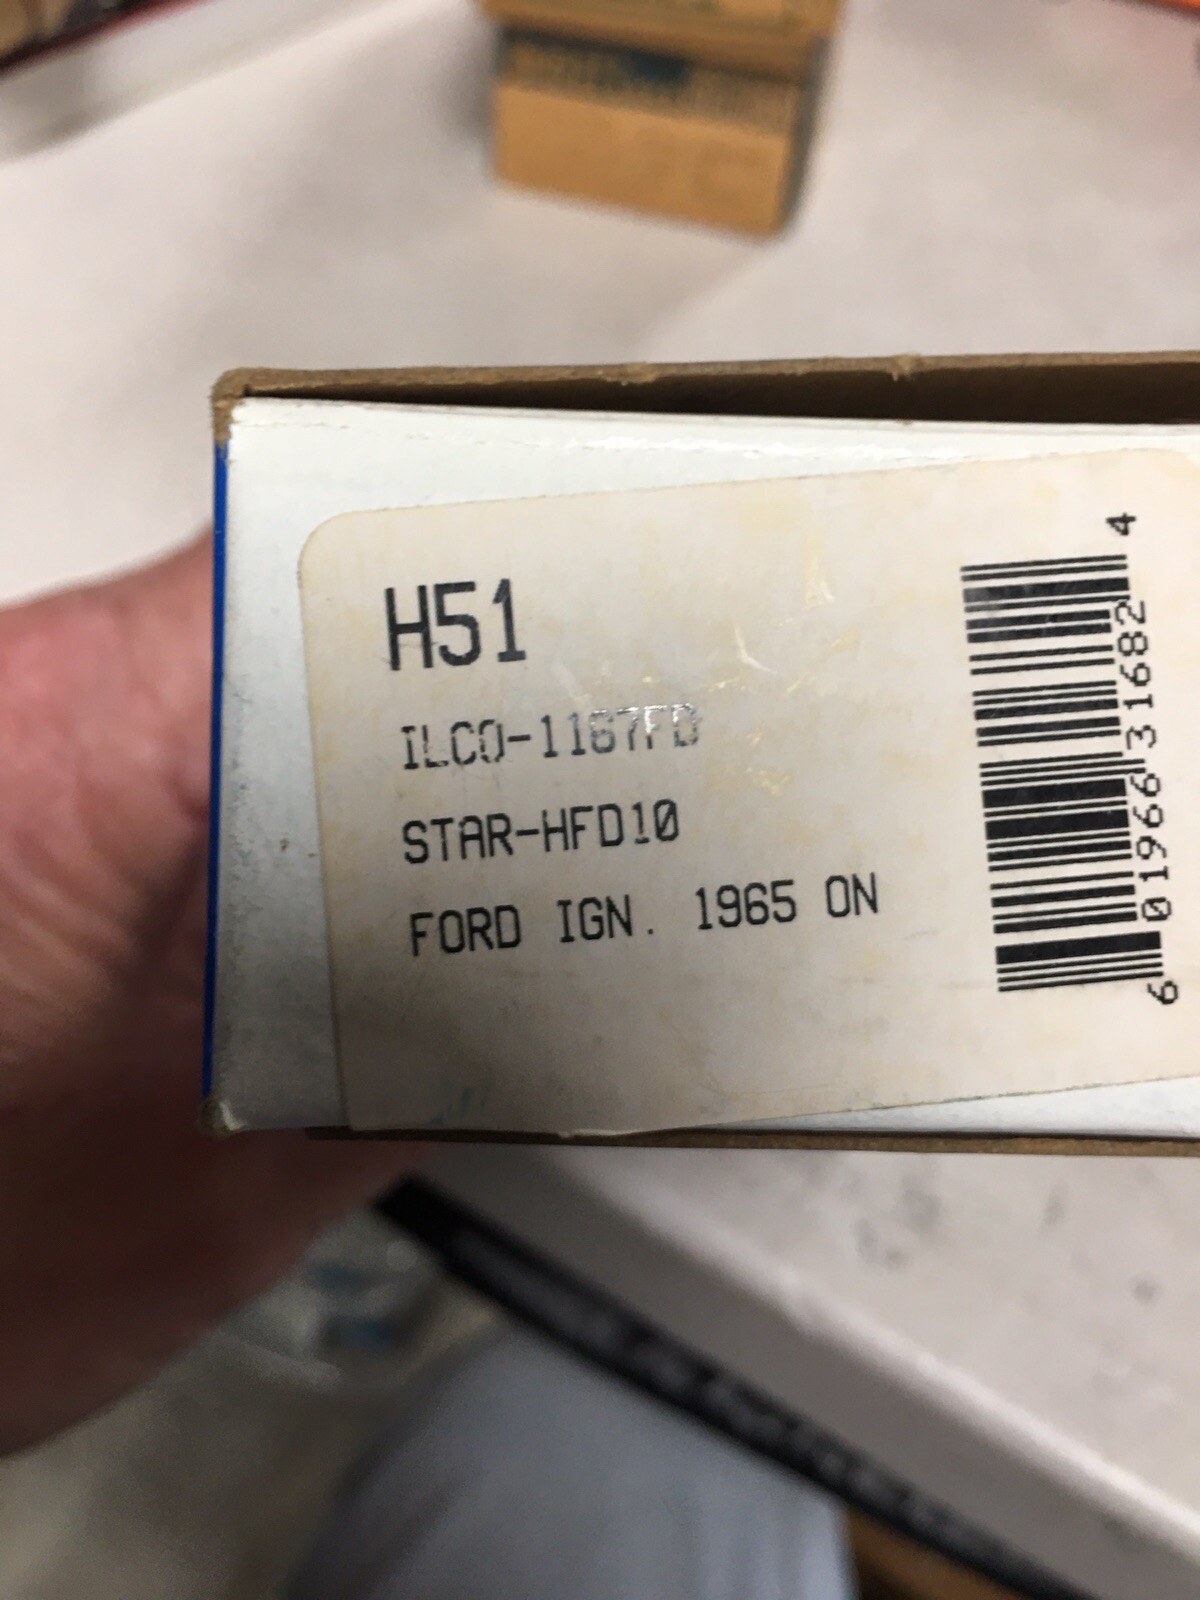 H51
ILCO-1167FD
STAR-HFD10
FORD IGN. 1965 ON
6 01966 31682 4